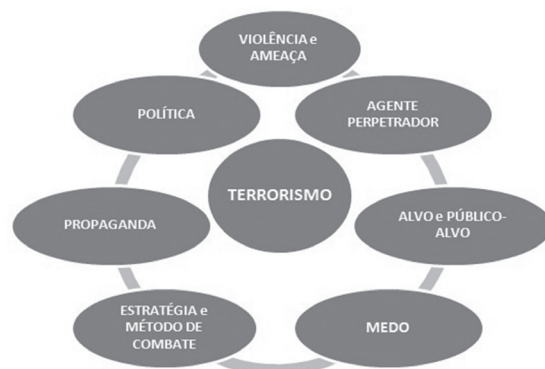 VIOLÊNCIA e
AMEAÇA
AGENTE
PERPETRADOR
ALVO e PÚBLICO-
ALVO
MEDO
ESTRATÉGIA e
MÉTODO DE
COMBATE
PROPAGANDA
POLÍTICA
TERRORISMO